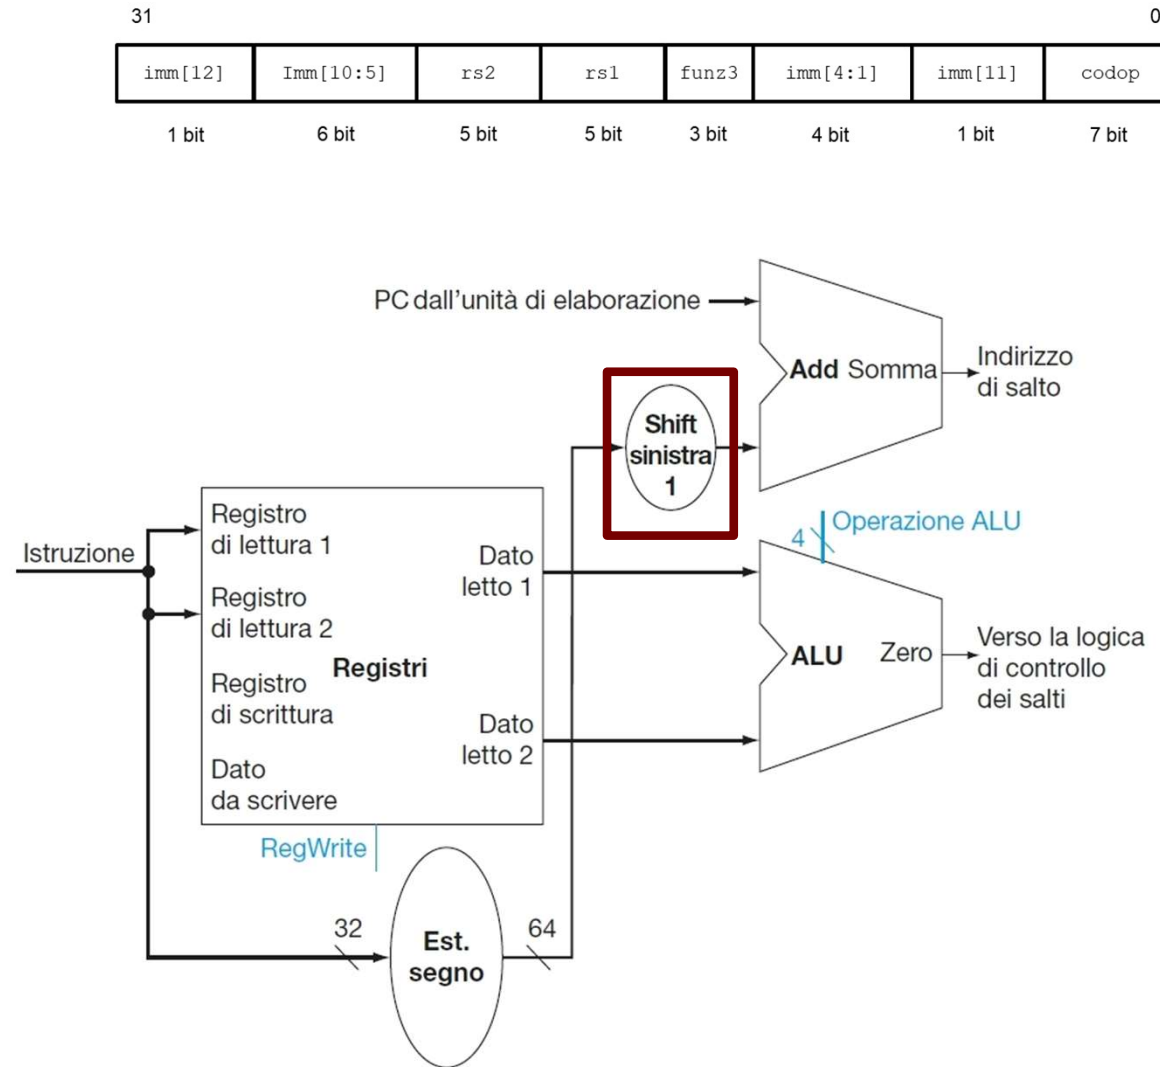 31 0
imm[12] Imm[10:5] rs2 rs1 funz3 imm[4:1] imm[11] codop
1 bit 6 bit 5 bit 5 bit 3 bit 4 bit 1 bit 7 bit
PC dall'unità di elaborazione
Add Somma
Indirizzo
di salto
Shift
sinistra
1
Istruzione
Registro
di lettura 1
Registro
di lettura 2
Registri
Registro
di scrittura
Dato
da scrivere
Dato
letto 1
Dato
letto 2
RegWrite
4
Operazione ALU
ALU Zero
Verso la logica
di controllo
dei salti
32
Est.
segno
64